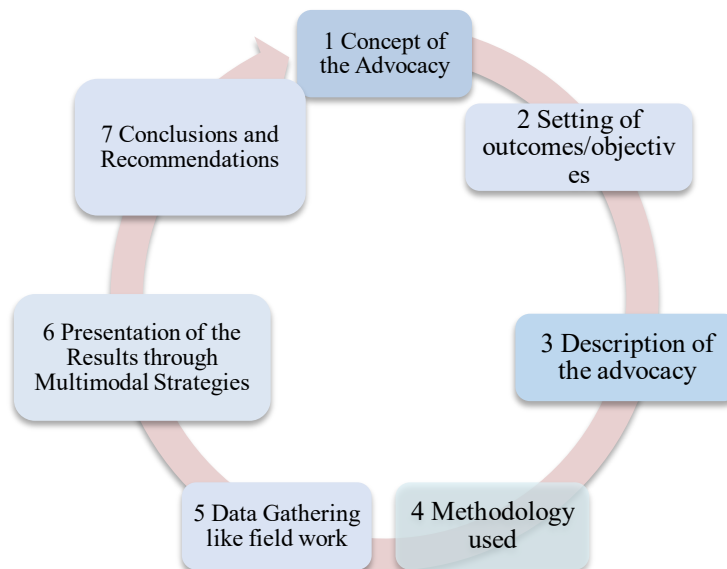 1 Concept of
the Advocacy
2 Setting of
outcomes/objectiv
es
3 Description of
the advocacy
4 Methodology
used
5 Data Gathering
like field work
6 Presentation of the
Results through
Multimodal Strategies
7 Conclusions and
Recommendations